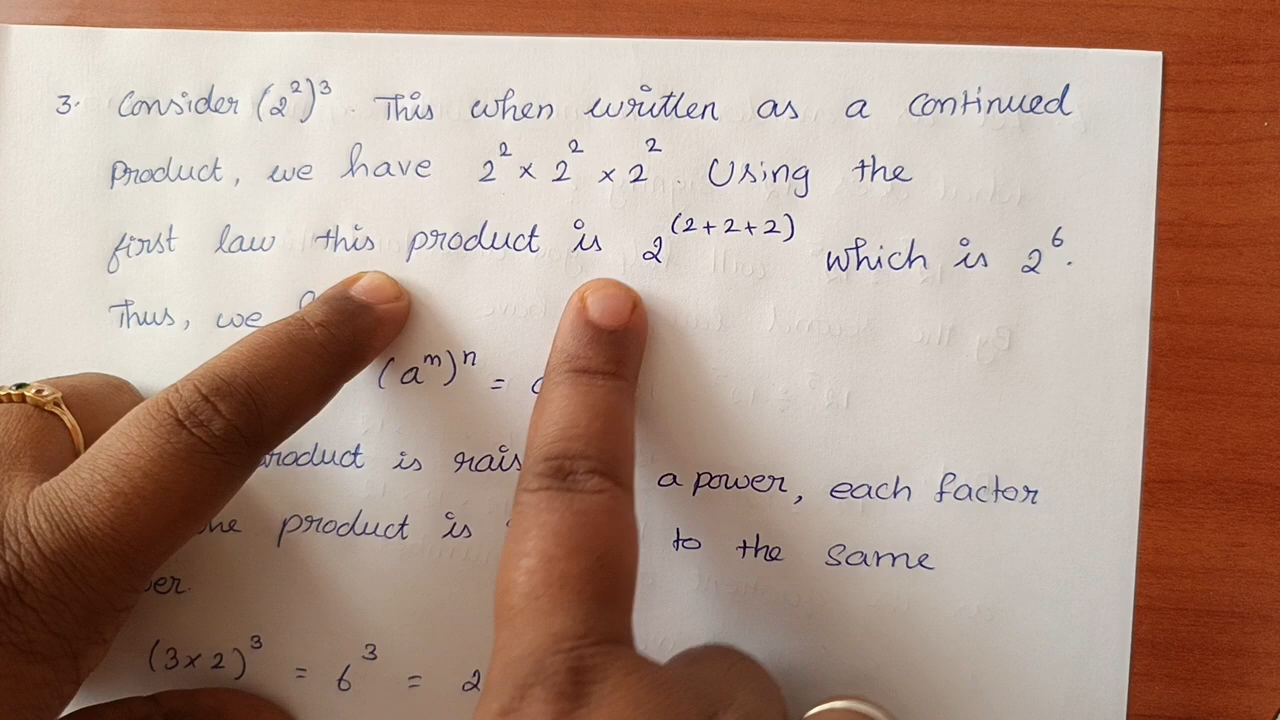 3. Consider (2²)³. This when written as a continued
product, we have 2² × 2² × 2². Using the
first law this product is 2^(2+2+2) which is 2⁶.
Thus, we
(aᵐ)ⁿ =
product is a power, each factor
product is to the same
(3×2)³ = 6³ = 2